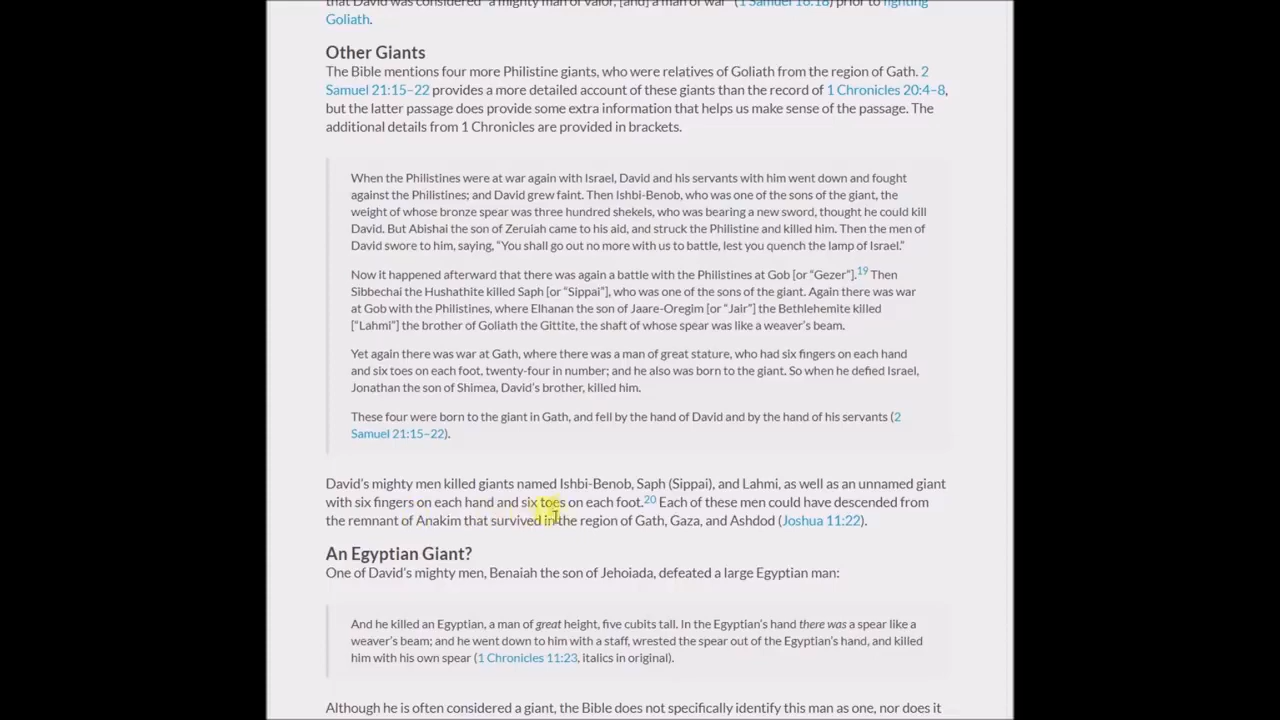 that David was considered "a mighty man of valor, [and] a man of war" (1 Samuel 16:18) prior to fighting
Goliath.
Other Giants
The Bible mentions four more Philistine giants, who were relatives of Goliath from the region of Gath. 2
Samuel 21:15–22 provides a more detailed account of these giants than the record of 1 Chronicles 20:4–8,
but the latter passage does provide some extra information that helps us make sense of the passage. The
additional details from 1 Chronicles are provided in brackets.
When the Philistines were at war again with Israel, David and his servants with him went down and fought
against the Philistines; and David grew faint. Then Ishbi-Benob, who was one of the sons of the giant, the
weight of whose bronze spear was three hundred shekels, who was bearing a new sword, thought he could kill
David. But Abishai the son of Zeruiah came to his aid, and struck the Philistine and killed him. Then the men of
David swore to him, saying, “You shall go out no more with us to battle, lest you quench the lamp of Israel.”
Now it happened afterward that there was again a battle with the Philistines at Gob [or “Gezer”].19 Then
Sibbechai the Hushathite killed Saph [or “Sippai”], who was one of the sons of the giant. Again there was war
at Gob with the Philistines, where Elhanan the son of Jaare-Oregim [or “Jair”] the Bethlehemite killed
[“Lahmi”] the brother of Goliath the Gittite, the shaft of whose spear was like a weaver’s beam.
Yet again there was war at Gath, where there was a man of great stature, who had six fingers on each hand
and six toes on each foot, twenty-four in number; and he also was born to the giant. So when he defied Israel,
Jonathan the son of Shimea, David’s brother, killed him.
These four were born to the giant in Gath, and fell by the hand of David and by the hand of his servants (2
Samuel 21:15–22).
David’s mighty men killed giants named Ishbi-Benob, Saph (Sippai), and Lahmi, as well as an unnamed giant
with six fingers on each hand and six toes on each foot.20 Each of these men could have descended from
the remnant of Anakim that survived in the region of Gath, Gaza, and Ashdod (Joshua 11:22).
An Egyptian Giant?
One of David’s mighty men, Benaiah the son of Jehoiada, defeated a large Egyptian man:
And he killed an Egyptian, a man of great height, five cubits tall. In the Egyptian’s hand there was a spear like a
weaver’s beam; and he went down to him with a staff, wrested the spear out of the Egyptian’s hand, and killed
him with his own spear (1 Chronicles 11:23, italics in original).
Although he is often considered a giant, the Bible does not specifically identify this man as one, nor does it